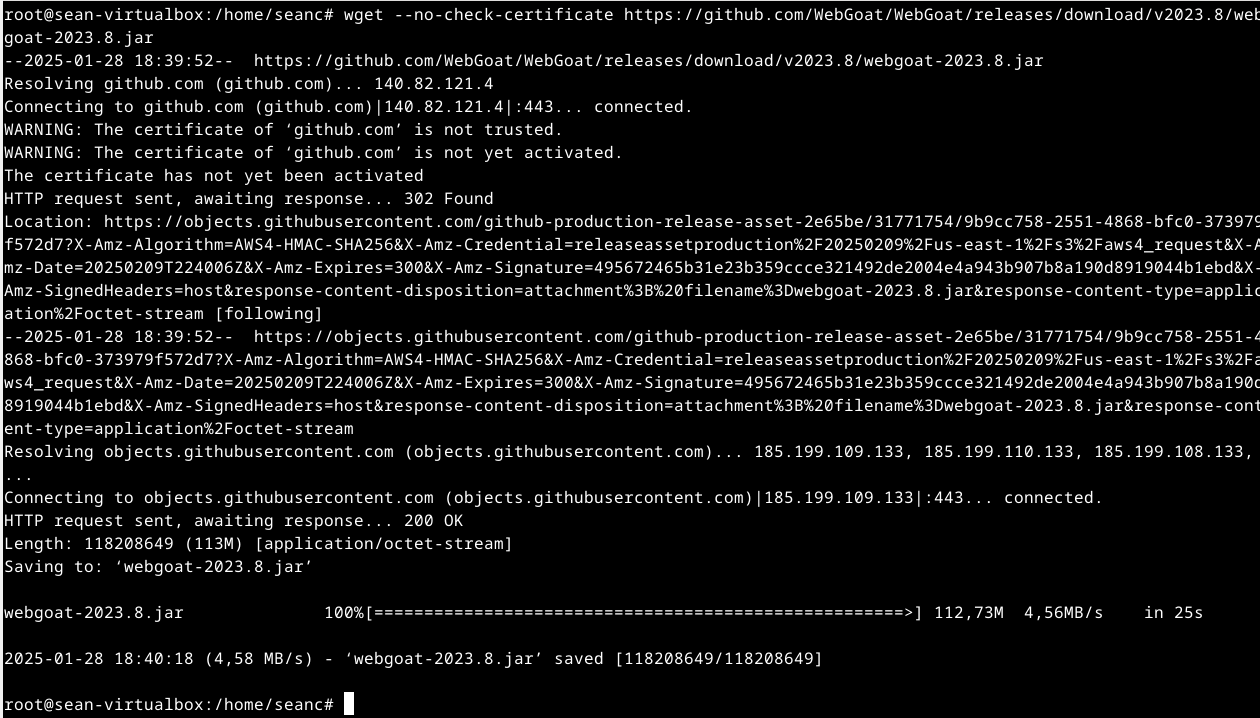 root@sean-virtualbox:/home/seanc# wget --no-check-certificate https://github.com/WebGoat/WebGoat/releases/download/v2023.8/web
goat-2023.8.jar
--2025-01-28 18:39:52--  https://github.com/WebGoat/WebGoat/releases/download/v2023.8/webgoat-2023.8.jar
Resolving github.com (github.com)... 140.82.121.4
Connecting to github.com (github.com)|140.82.121.4|:443... connected.
WARNING: The certificate of ‘github.com’ is not trusted.
WARNING: The certificate of ‘github.com’ is not yet activated.
The certificate has not yet been activated
HTTP request sent, awaiting response... 302 Found
Location: https://objects.githubusercontent.com/github-production-release-asset-2e65be/31771754/9b9cc758-2551-4868-bfc0-373979
f572d7?X-Amz-Algorithm=AWS4-HMAC-SHA256&X-Amz-Credential=releaseassetproduction%2F20250209%2Fus-east-1%2Fs3%2Faws4_request&X-A
mz-Date=20250209T224006Z&X-Amz-Expires=300&X-Amz-Signature=495672465b31e23b359ccce321492de2004e4a943b907b8a190d8919044b1ebd&X-
Amz-SignedHeaders=host&response-content-disposition=attachment%3B%20filename%3Dwebgoat-2023.8.jar&response-content-type=applic
ation%2Foctet-stream [following]
--2025-01-28 18:39:52--  https://objects.githubusercontent.com/github-production-release-asset-2e65be/31771754/9b9cc758-2551-4
868-bfc0-373979f572d7?X-Amz-Algorithm=AWS4-HMAC-SHA256&X-Amz-Credential=releaseassetproduction%2F20250209%2Fus-east-1%2Fs3%2Fa
ws4_request&X-Amz-Date=20250209T224006Z&X-Amz-Expires=300&X-Amz-Signature=495672465b31e23b359ccce321492de2004e4a943b907b8a190d
8919044b1ebd&X-Amz-SignedHeaders=host&response-content-disposition=attachment%3B%20filename%3Dwebgoat-2023.8.jar&response-cont
ent-type=application%2Foctet-stream
Resolving objects.githubusercontent.com (objects.githubusercontent.com)... 185.199.109.133, 185.199.110.133, 185.199.108.133,
...
Connecting to objects.githubusercontent.com (objects.githubusercontent.com)|185.199.109.133|:443... connected.
HTTP request sent, awaiting response... 200 OK
Length: 118208649 (113M) [application/octet-stream]
Saving to: ‘webgoat-2023.8.jar’
webgoat-2023.8.jar              100%[=====================================================>] 112,73M  4,56MB/s    in 25s
2025-01-28 18:40:18 (4,58 MB/s) - ‘webgoat-2023.8.jar’ saved [118208649/118208649]
root@sean-virtualbox:/home/seanc#